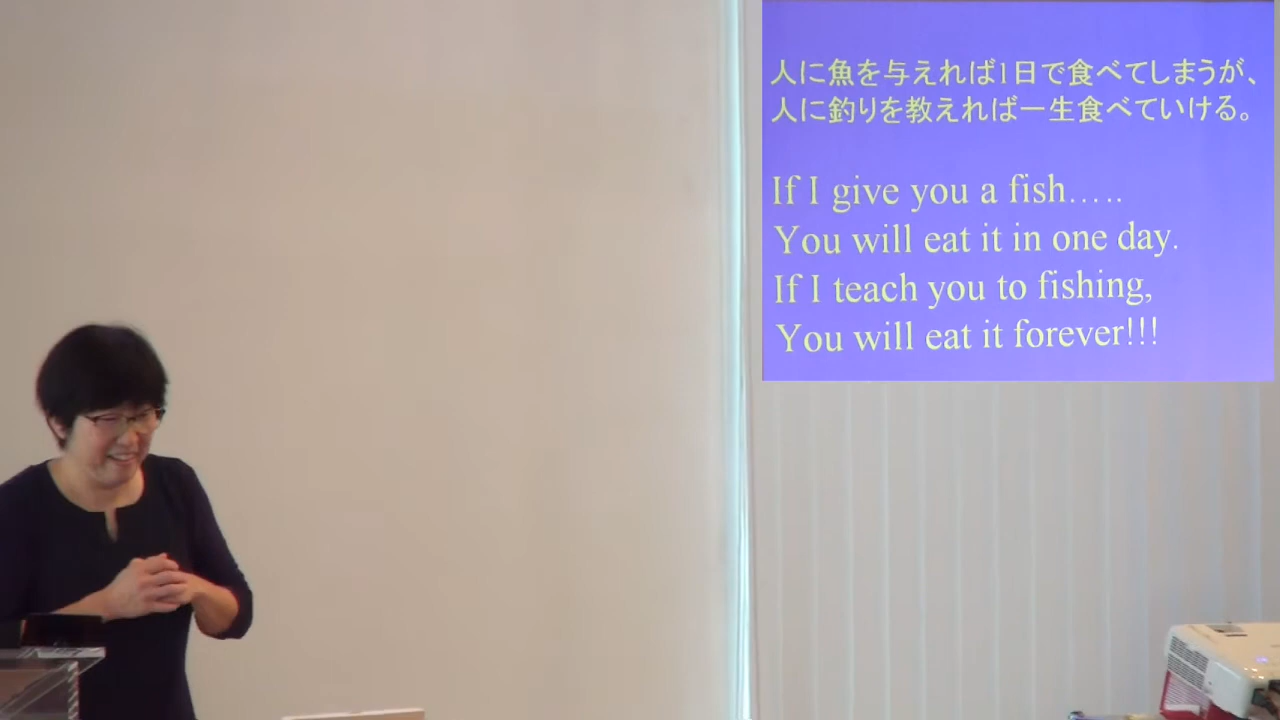 人に魚を与えれば1日で食べてしまうが、
人に釣りを教えれば一生食べていける。
If I give you a fish.....
You will eat it in one day.
If I teach you to fishing,
You will eat it forever!!!